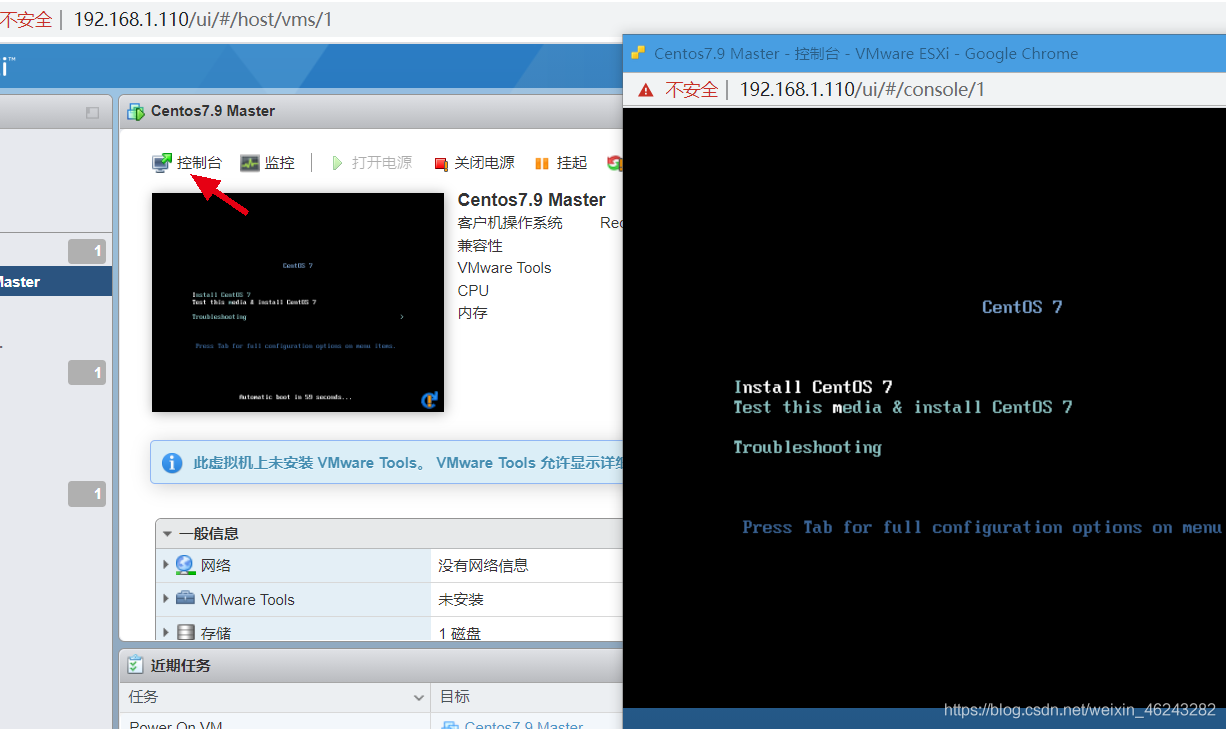 不安全 192.168.1.110/ui/#/host/vms/1
i™
Centos7.9 Master
控制台 监控 打开电源 关闭电源 挂起
CentOS 7
Install CentOS 7
Test this media & install CentOS 7
Troubleshooting >
Press Tab for full configuration options on menu items.
Automatic boot in 59 seconds...
Centos7.9 Master
客户机操作系统
兼容性
VMware Tools
CPU
内存
1
Master
1
1
此虚拟机上未安装 VMware Tools。 VMware Tools 允许显示详细
一般信息
网络 没有网络信息
VMware Tools 未安装
存储 1 磁盘
近期任务
任务 目标
Power On VM Centos7.9 Master
Centos7.9 Master - 控制台 - VMware ESXi - Google Chrome
不安全 192.168.1.110/ui/#/console/1
CentOS 7
Install CentOS 7
Test this media & install CentOS 7
Troubleshooting
Press Tab for full configuration options on menu
https://blog.csdn.net/weixin_46243282